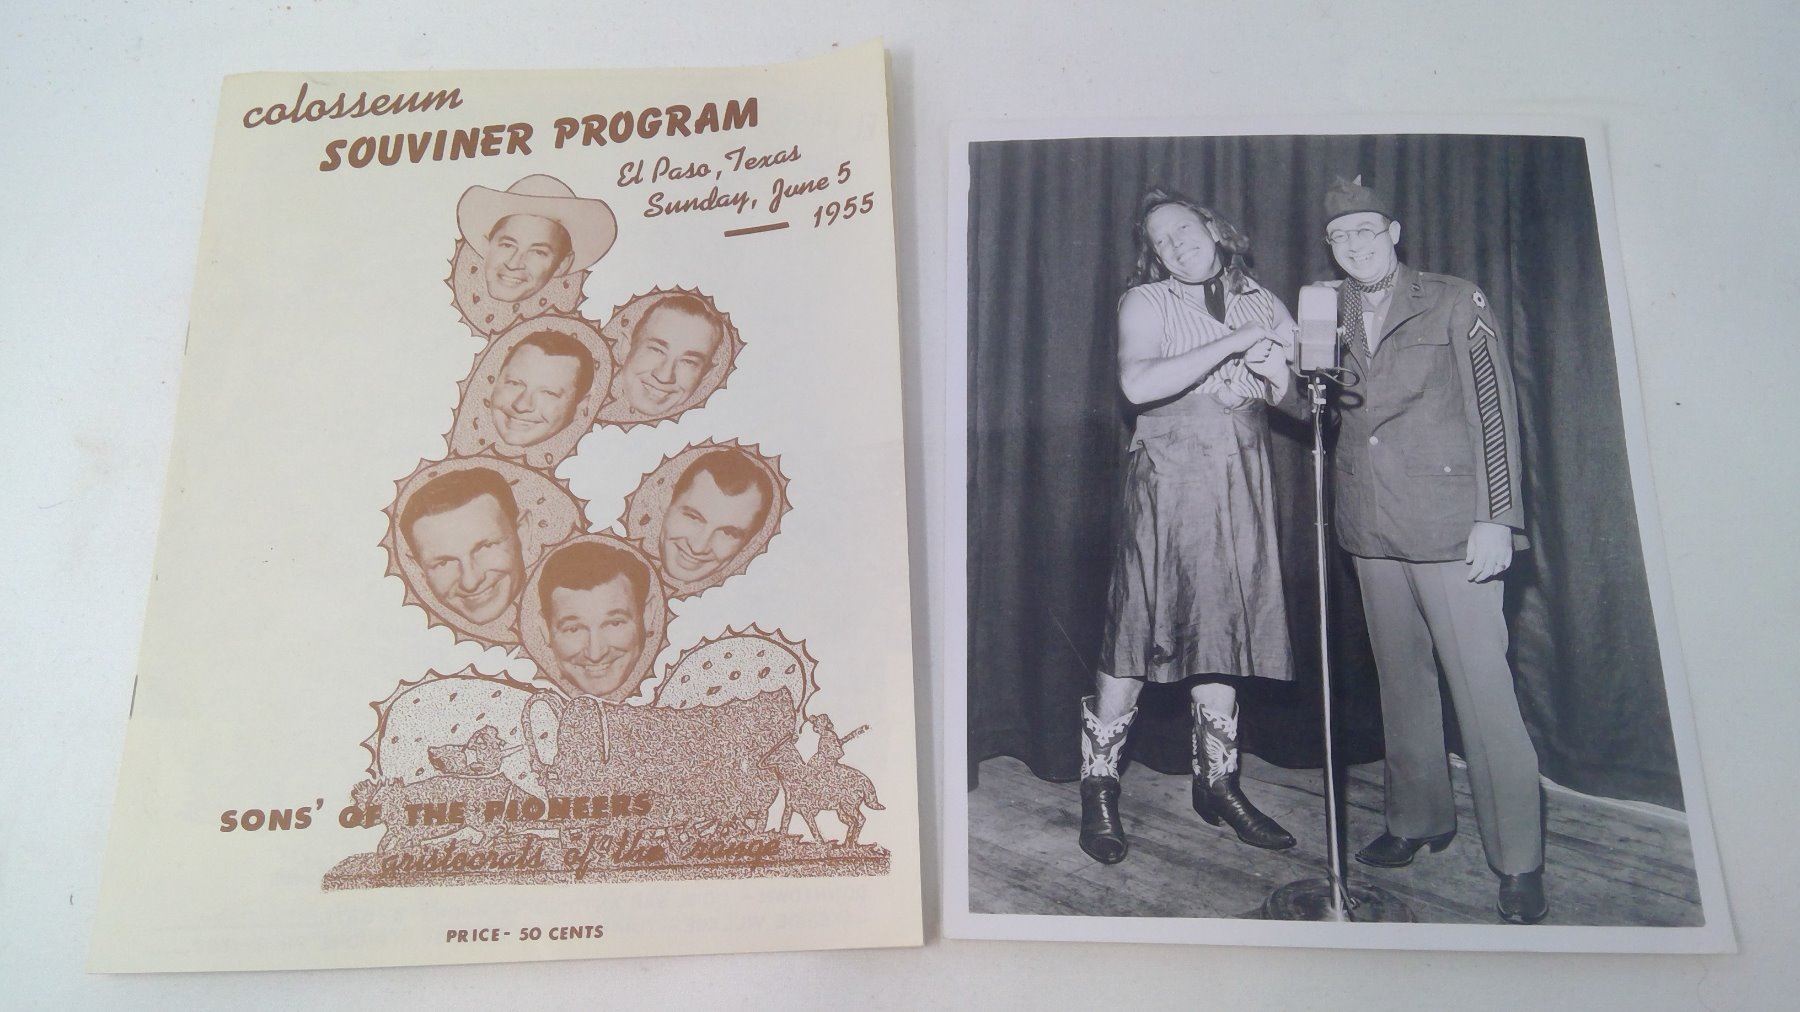 colosseum
SOUVINER PROGRAM
El Paso, Texas
Sunday, June 5
1955
SONS' OF THE PIONEERS
aristocrats of the range
PRICE- 50 CENTS